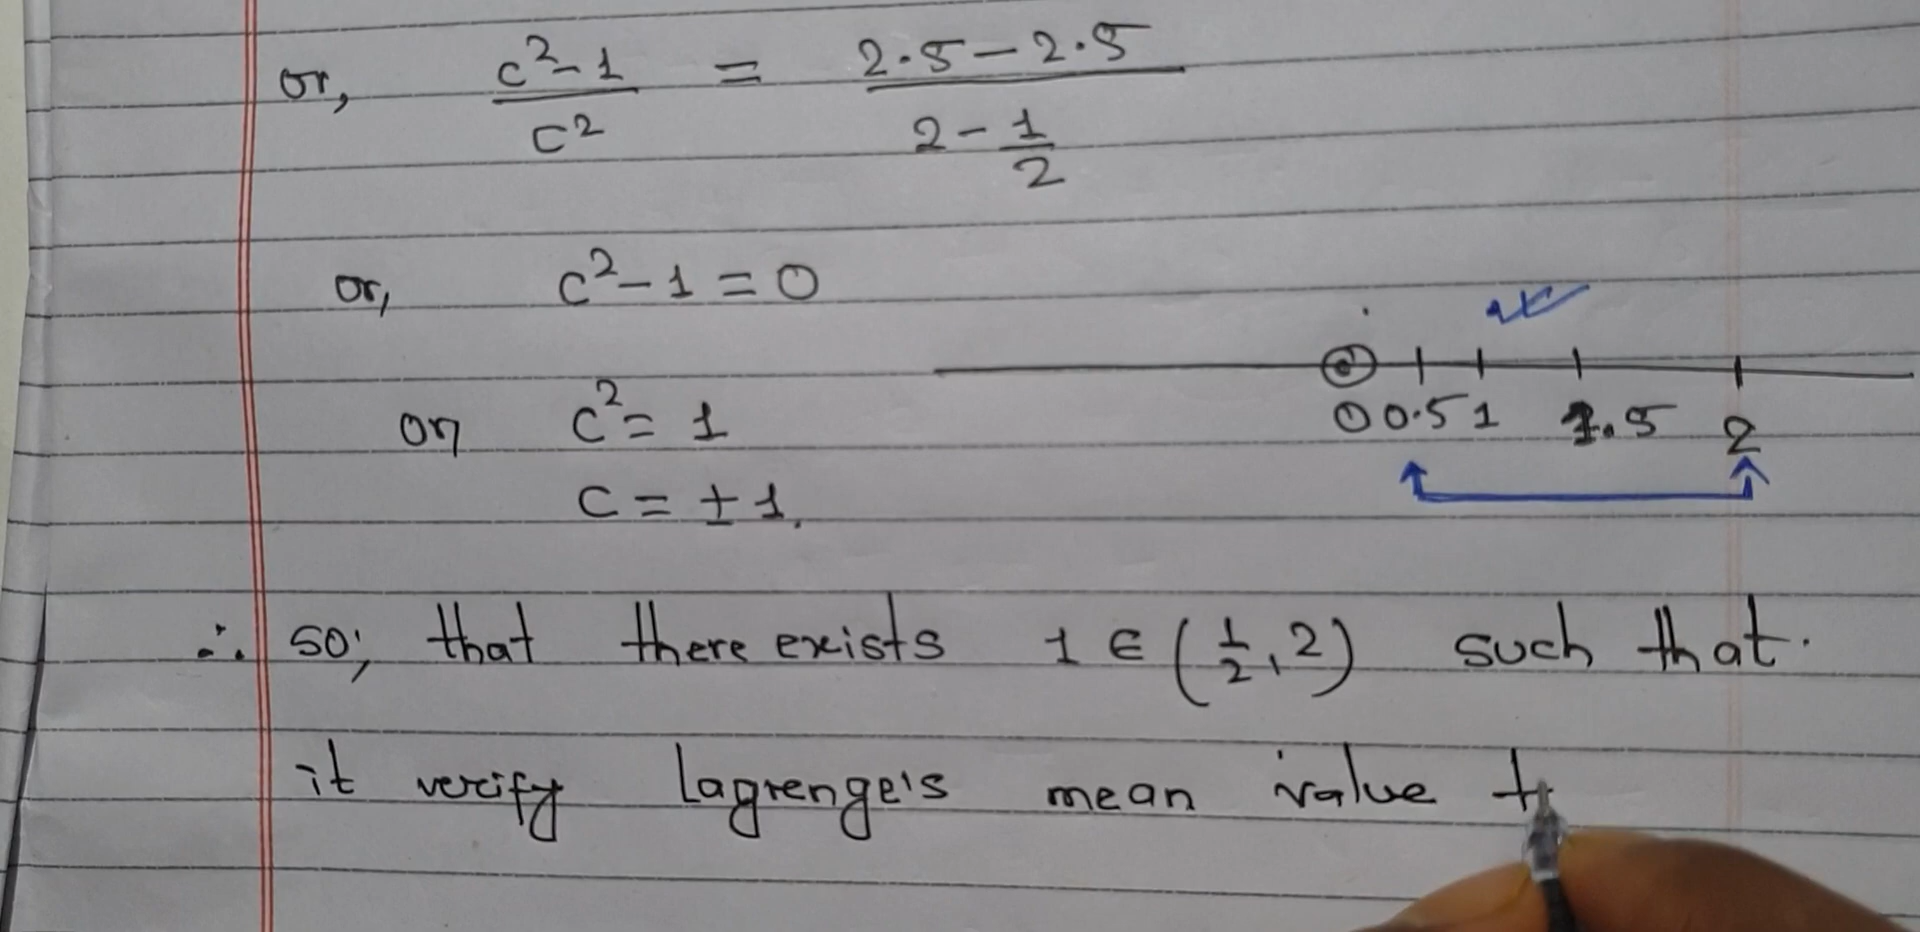 or, c²-1 / c² = 2.5-2.5 / 2-1/2
or, c²-1=0
or c²=1
0 0.5 1 1.5 2
c=±1.
∴ so, that there exists 1 ∈ (1/2, 2) such that.
it verify Lagrenge's mean value t